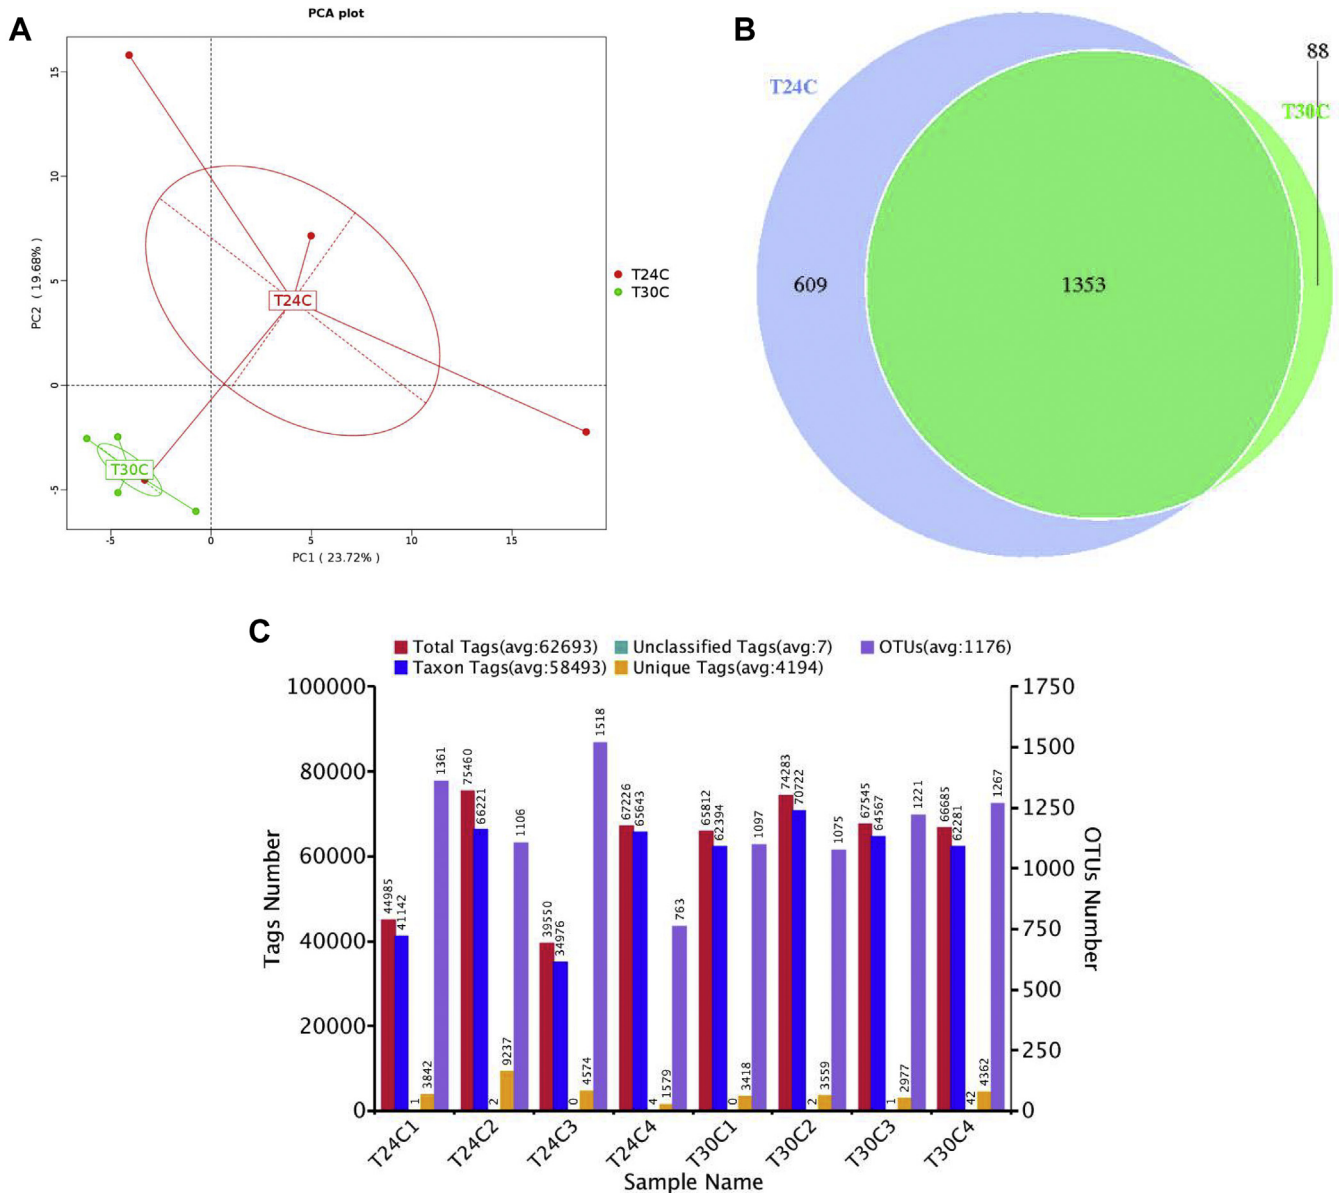 A
PCA plot
PC2 ( 19.68% )
15
10
5
0
-5
T24C
T30C
-5
0
5
10
15
PC1 ( 23.72% )
T24C
T30C
B
T24C
88
T30C
609
1353
C
Total Tags(avg:62693)
Unclassified Tags(avg:7)
OTUs(avg:1176)
Taxon Tags(avg:58493)
Unique Tags(avg:4194)
Tags Number
100000
80000
60000
40000
20000
0
44985
41142
1
3842
1361
75460
66221
2
9237
1106
39550
34976
0
4574
1518
67226
65643
4
1579
763
65812
62394
0
3418
1097
74283
70722
2
3559
1075
67545
64567
1
2977
1221
66685
62281
42
4362
1267
1750
1500
1250
1000
750
500
250
0
OTUs Number
T24C1
T24C2
T24C3
T24C4
T30C1
T30C2
T30C3
T30C4
Sample Name